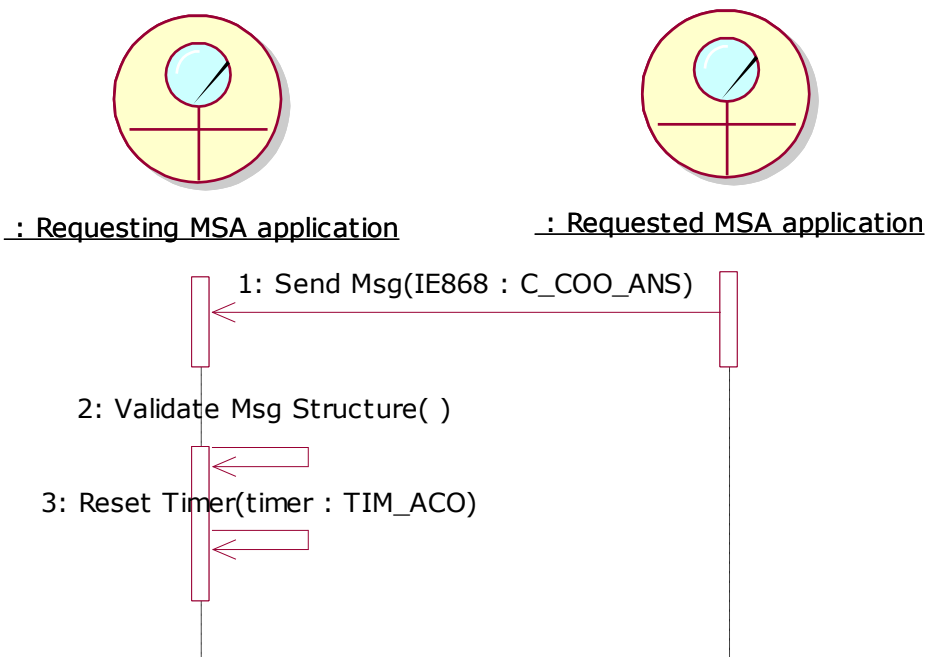 : Requesting MSA application
: Requested MSA application
1: Send Msg(IE868 : C_COO_ANS)
2: Validate Msg Structure( )
3: Reset Timer(timer : TIM_ACO)